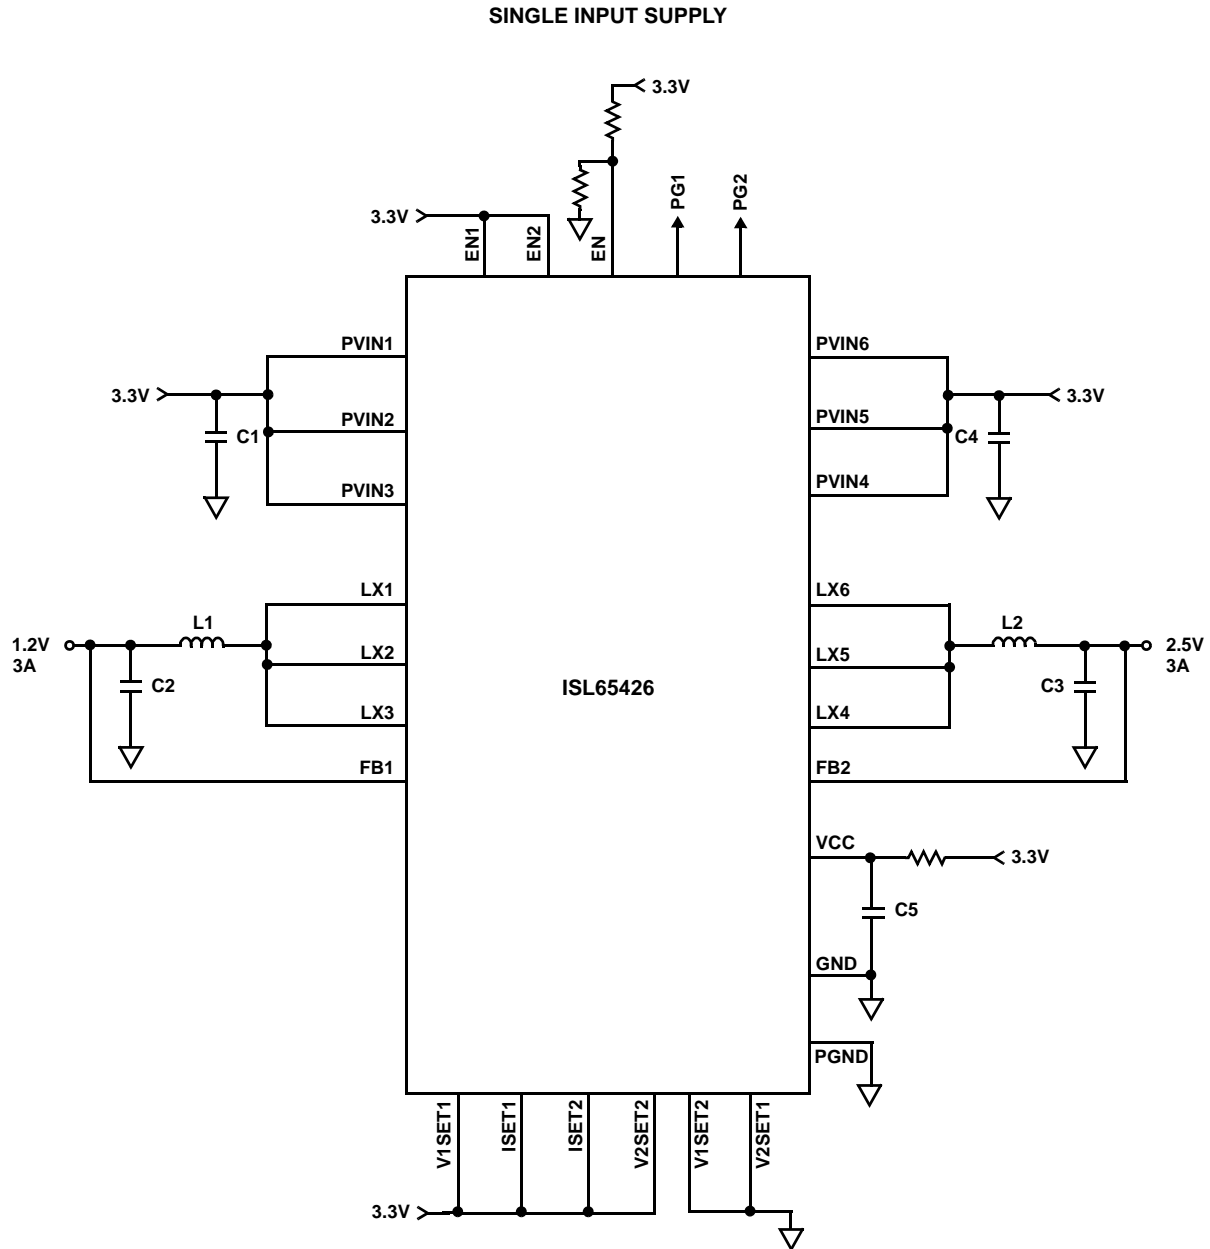 SINGLE INPUT SUPPLY
3.3V
PG1
PG2
3.3V
EN1
EN2
EN
PVIN1
PVIN6
3.3V
3.3V
PVIN2
PVIN5
C1
C4
PVIN3
PVIN4
LX1
LX6
L1
L2
1.2V
3A
LX2
LX5
2.5V
3A
C2
C3
ISL65426
LX3
LX4
FB1
FB2
VCC
3.3V
C5
GND
PGND
V1SET1
ISET1
ISET2
V2SET2
V1SET2
V2SET1
3.3V